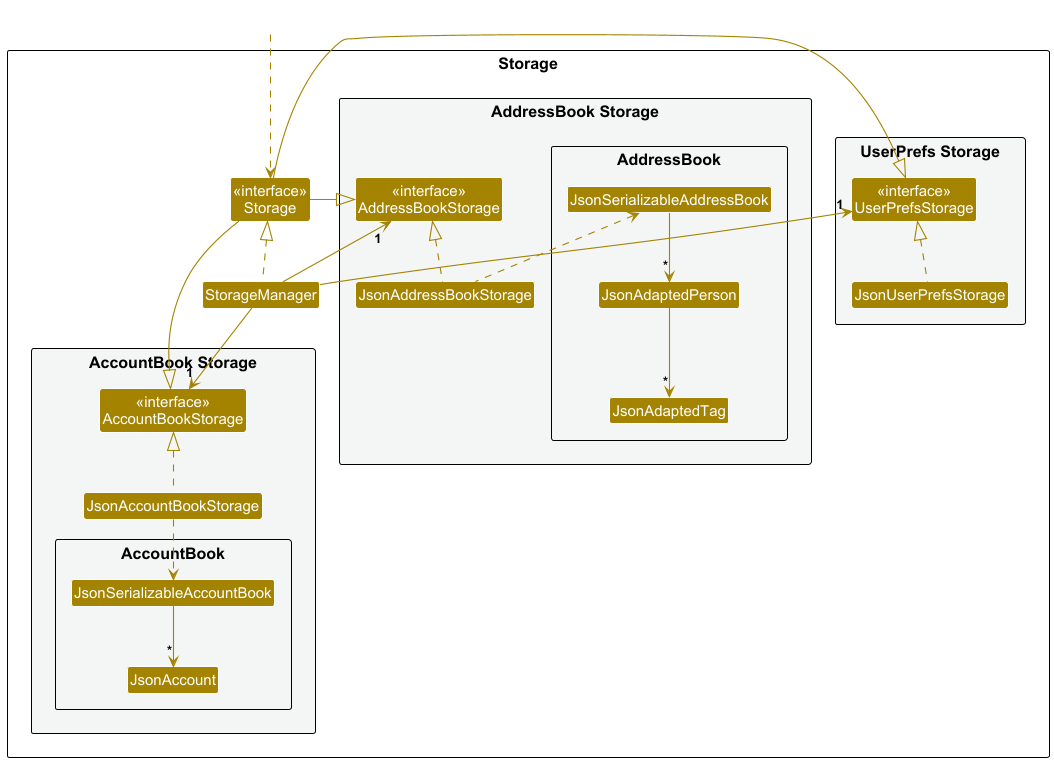 Storage
AddressBook Storage
AddressBook
UserPrefs Storage
«interface»
Storage
«interface»
AddressBookStorage
JsonSerializableAddressBook
«interface»
UserPrefsStorage
1
1
*
StorageManager
JsonAddressBookStorage
JsonAdaptedPerson
JsonUserPrefsStorage
AccountBook Storage
1
*
«interface»
AccountBookStorage
JsonAdaptedTag
JsonAccountBookStorage
AccountBook
JsonSerializableAccountBook
*
JsonAccount